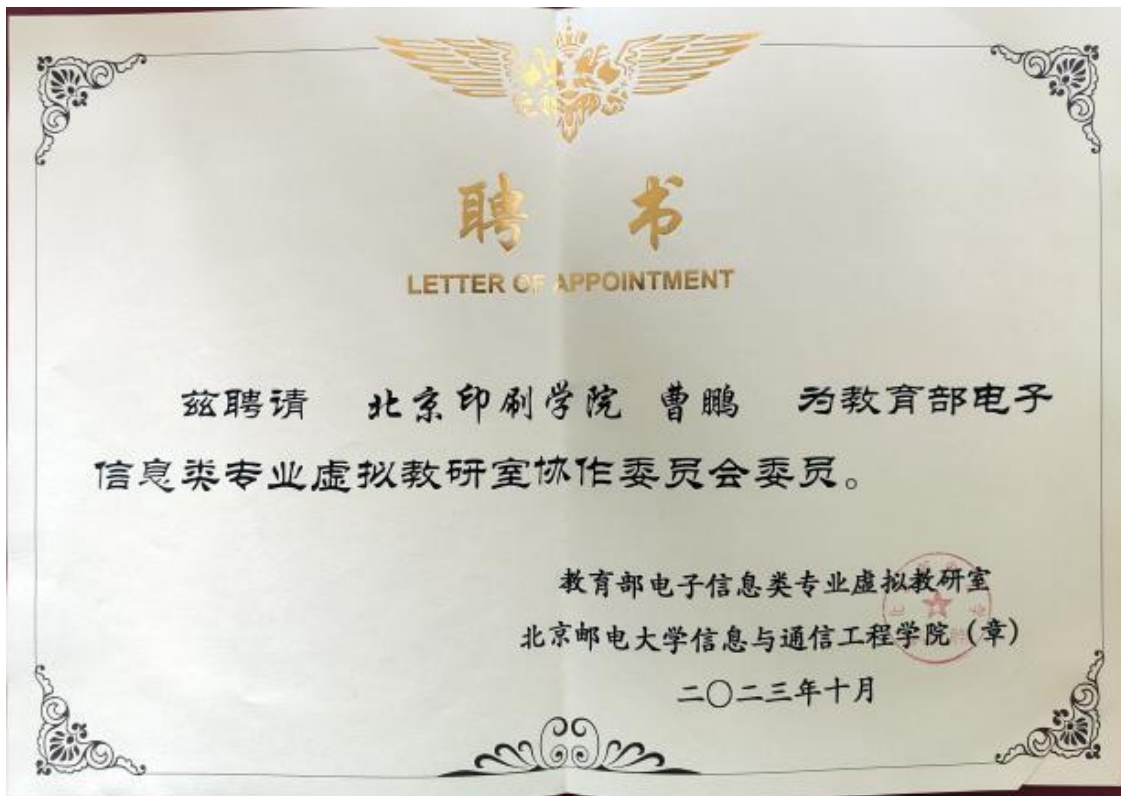 聘 书
LETTER OF APPOINTMENT
兹聘请 北京印刷学院 曹鹏 为教育部电子
信息类专业虚拟教研室协作委员会委员。
教育部电子信息类专业虚拟教研室
北京邮电大学信息与通信工程学院（章）
二〇二三年十月